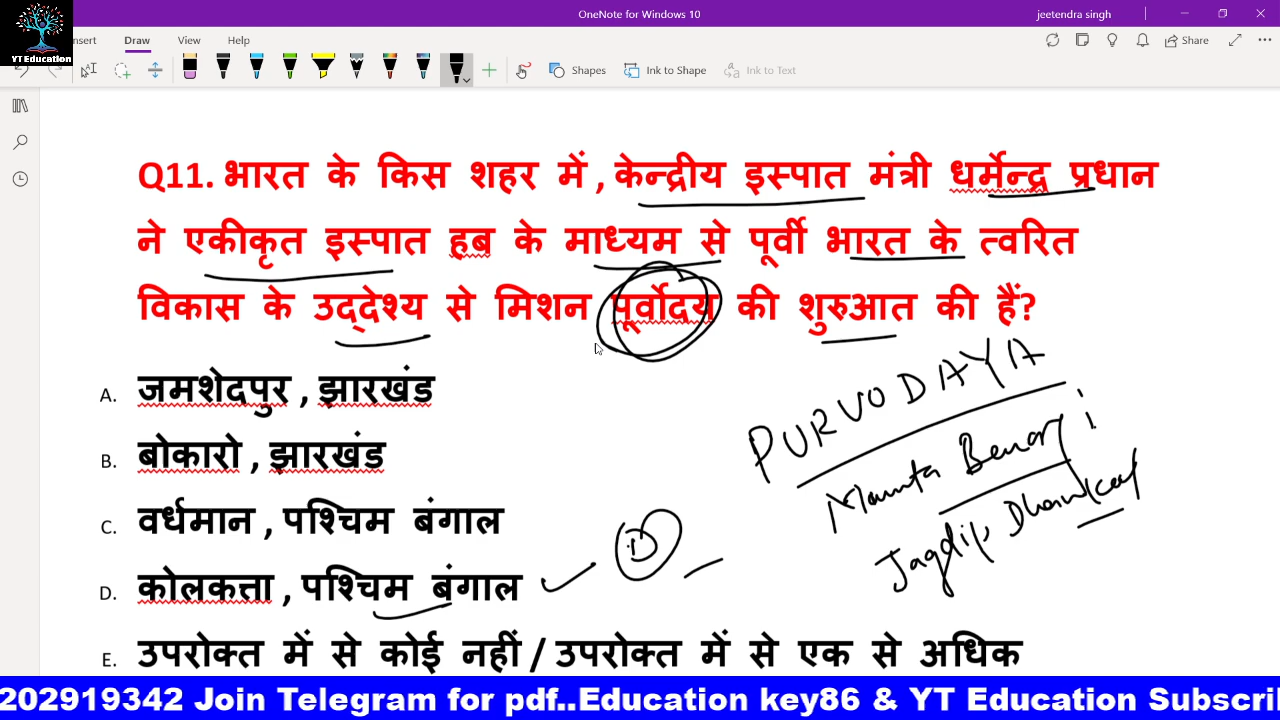 OneNote for Windows 10
jeetendra singh
YT Education
nsert Draw View Help
Share
Shapes Ink to Shape Ink to Text
Q11. भारत के किस शहर में , केन्द्रीय इस्पात मंत्री धर्मेन्द्र प्रधान
ने एकीकृत इस्पात हब के माध्यम से पूर्वी भारत के त्वरित
विकास के उद्देश्य से मिशन पूर्वोदय की शुरुआत की हैं?
A. जमशेदपुर , झारखंड
PURVODAYA
B. बोकारो , झारखंड
Mamta Benarji
C. वर्धमान , पश्चिम बंगाल
Jagdip Dhankar
D
D. कोलकत्ता , पश्चिम बंगाल
E. उपरोक्त में से कोई नहीं / उपरोक्त में से एक से अधिक
202919342 Join Telegram for pdf..Education key86 & YT Education Subscri